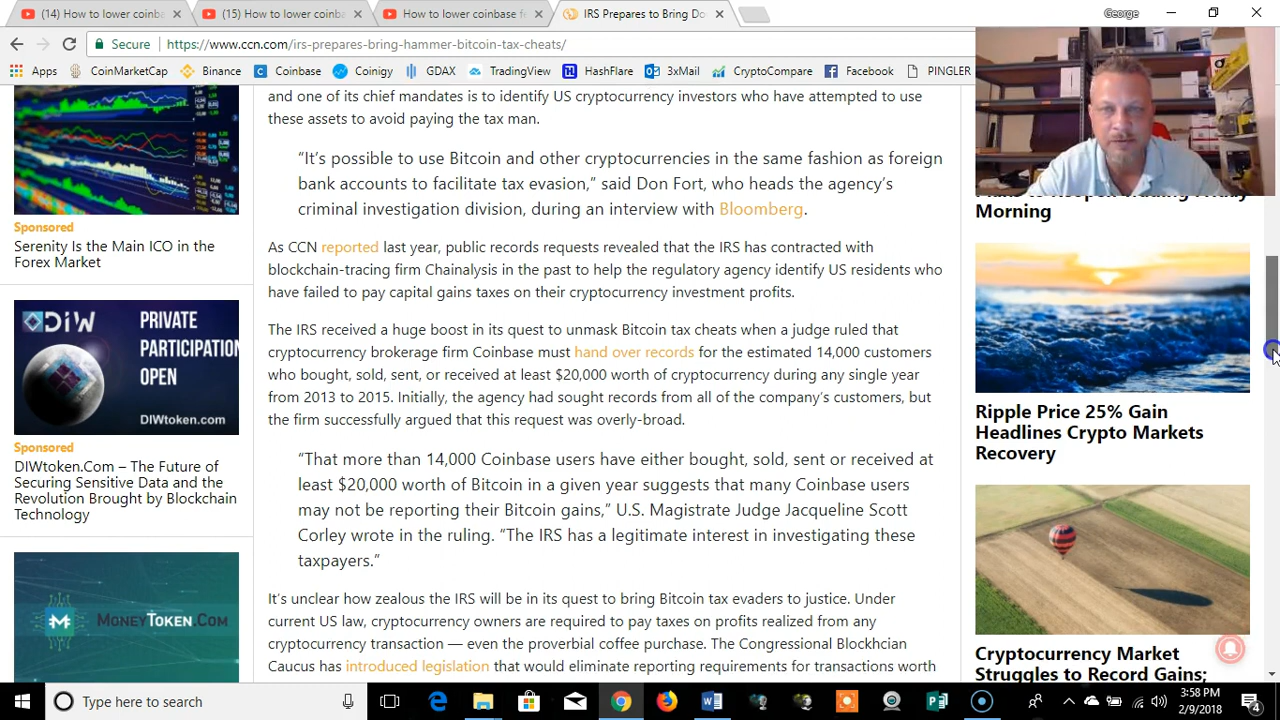 (14) How to lower coinba
(15) How to lower coinba
How to lower coinbase f
IRS Prepares to Bring Do
George
Secure
https://www.ccn.com/irs-prepares-bring-hammer-bitcoin-tax-cheats/
Apps
CoinMarketCap
Binance
Coinbase
Coinigy
GDAX
TradingView
HashFlare
3xMail
CryptoCompare
Facebook
PINGLER
and one of its chief mandates is to identify US cryptocurrency investors who have attempted to use
these assets to avoid paying the tax man.
“It’s possible to use Bitcoin and other cryptocurrencies in the same fashion as foreign
bank accounts to facilitate tax evasion,” said Don Fort, who heads the agency’s
criminal investigation division, during an interview with Bloomberg.
As CCN reported last year, public records requests revealed that the IRS has contracted with
blockchain-tracing firm Chainalysis in the past to help the regulatory agency identify US residents who
have failed to pay capital gains taxes on their cryptocurrency investment profits.
The IRS received a huge boost in its quest to unmask Bitcoin tax cheats when a judge ruled that
cryptocurrency brokerage firm Coinbase must hand over records for the estimated 14,000 customers
who bought, sold, sent, or received at least $20,000 worth of cryptocurrency during any single year
from 2013 to 2015. Initially, the agency had sought records from all of the company’s customers, but
the firm successfully argued that this request was overly-broad.
“That more than 14,000 Coinbase users have either bought, sold, sent or received at
least $20,000 worth of Bitcoin in a given year suggests that many Coinbase users
may not be reporting their Bitcoin gains,” U.S. Magistrate Judge Jacqueline Scott
Corley wrote in the ruling. “The IRS has a legitimate interest in investigating these
taxpayers.”
It’s unclear how zealous the IRS will be in its quest to bring Bitcoin tax evaders to justice. Under
current US law, cryptocurrency owners are required to pay taxes on profits realized from any
cryptocurrency transaction — even the proverbial coffee purchase. The Congressional Blockhcian
Caucus has introduced legislation that would eliminate reporting requirements for transactions worth
Sponsored
Serenity Is the Main ICO in the
Forex Market
DIW
PRIVATE
PARTICIPATION
OPEN
DIWtoken.com
Sponsored
DIWtoken.Com – The Future of
Securing Sensitive Data and the
Revolution Brought by Blockchain
Technology
MONEYTOKEN.COM
Morning
Ripple Price 25% Gain
Headlines Crypto Markets
Recovery
Cryptocurrency Market
Struggles to Record Gains;
Type here to search
3:58 PM
2/9/2018
4